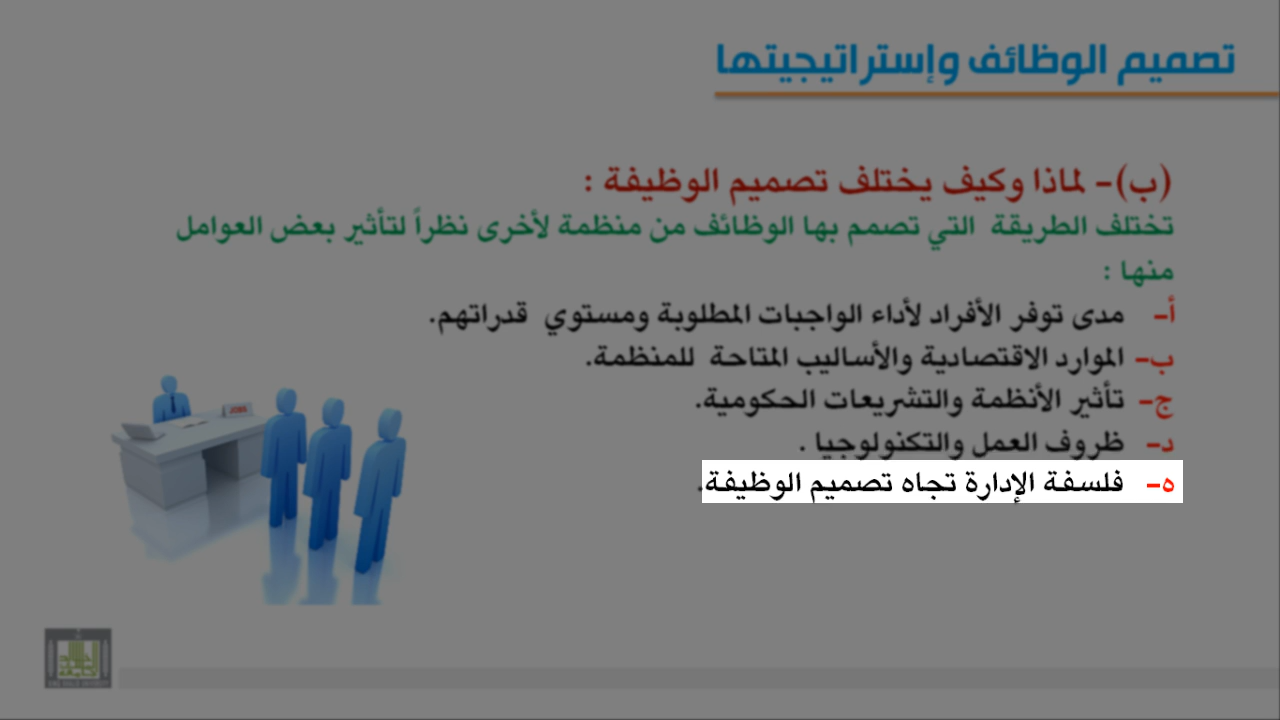 تصميم الوظائف وإستراتيجيتها
(ب)- لماذا وكيف يختلف تصميم الوظيفة :
تختلف الطريقة التي تصمم بها الوظائف من منظمة لأخرى نظراً لتأثير بعض العوامل
منها :
أ- مدى توفر الأفراد لأداء الواجبات المطلوبة ومستوي قدراتهم.
ب- الموارد الاقتصادية والأساليب المتاحة للمنظمة.
ج- تأثير الأنظمة والتشريعات الحكومية.
د- ظروف العمل والتكنولوجيا .
ه- فلسفة الإدارة تجاه تصميم الوظيفة.
JOBS